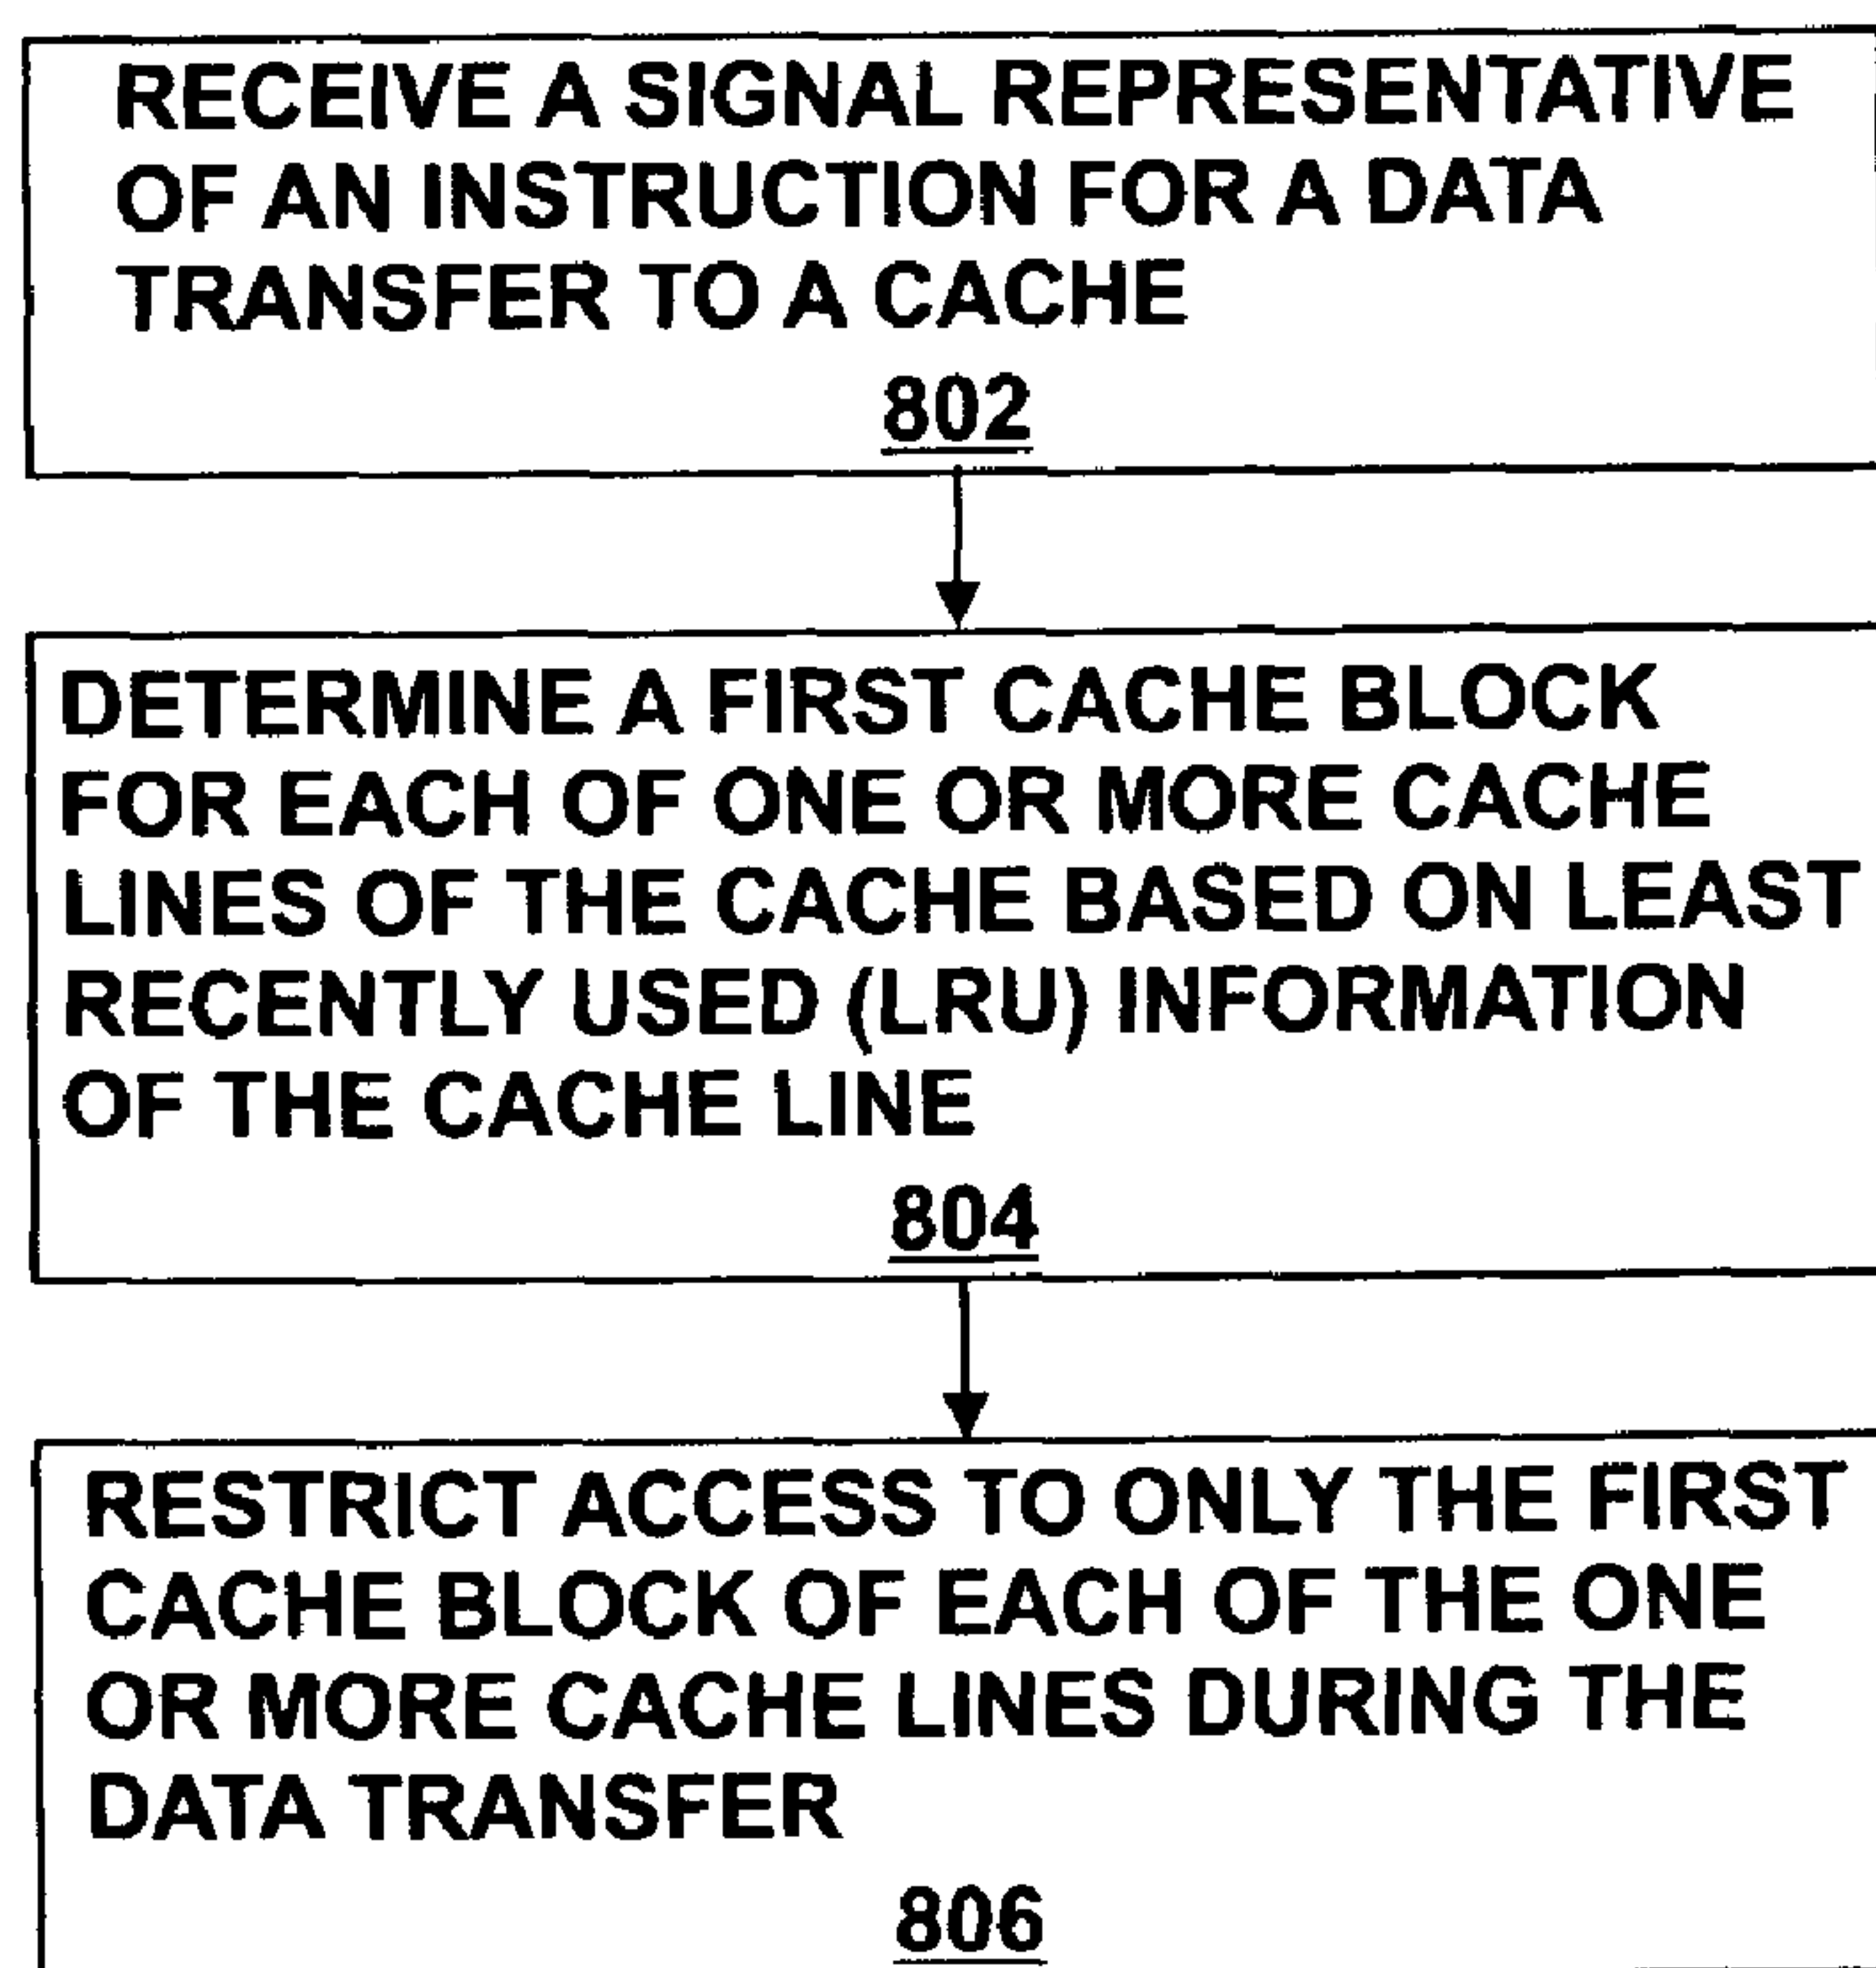 RECEIVE A SIGNAL REPRESENTATIVE
OF AN INSTRUCTION FOR A DATA
TRANSFER TO A CACHE
802
DETERMINE A FIRST CACHE BLOCK
FOR EACH OF ONE OR MORE CACHE
LINES OF THE CACHE BASED ON LEAST
RECENTLY USED (LRU) INFORMATION
OF THE CACHE LINE
804
RESTRICT ACCESS TO ONLY THE FIRST
CACHE BLOCK OF EACH OF THE ONE
OR MORE CACHE LINES DURING THE
DATA TRANSFER
806